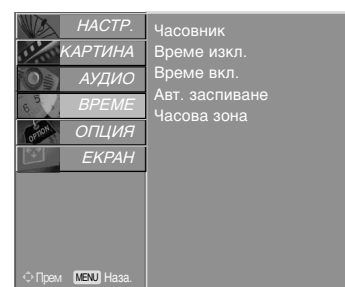 НАСТР.
КАРТИНА
АУДИО
ВРЕМЕ
ОПЦИЯ
ЕКРАН
Часовник
Време изкл.
Време вкл.
Авт. заспиване
Часова зона
Прем MENU Наза.